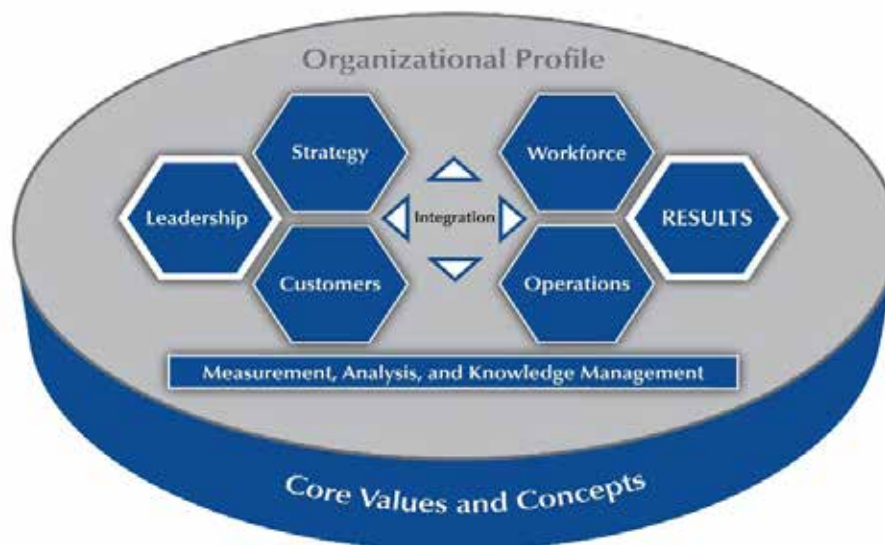 Organizational Profile
Strategy
Workforce
Leadership
Integration
RESULTS
Customers
Operations
Measurement, Analysis, and Knowledge Management
Core Values and Concepts